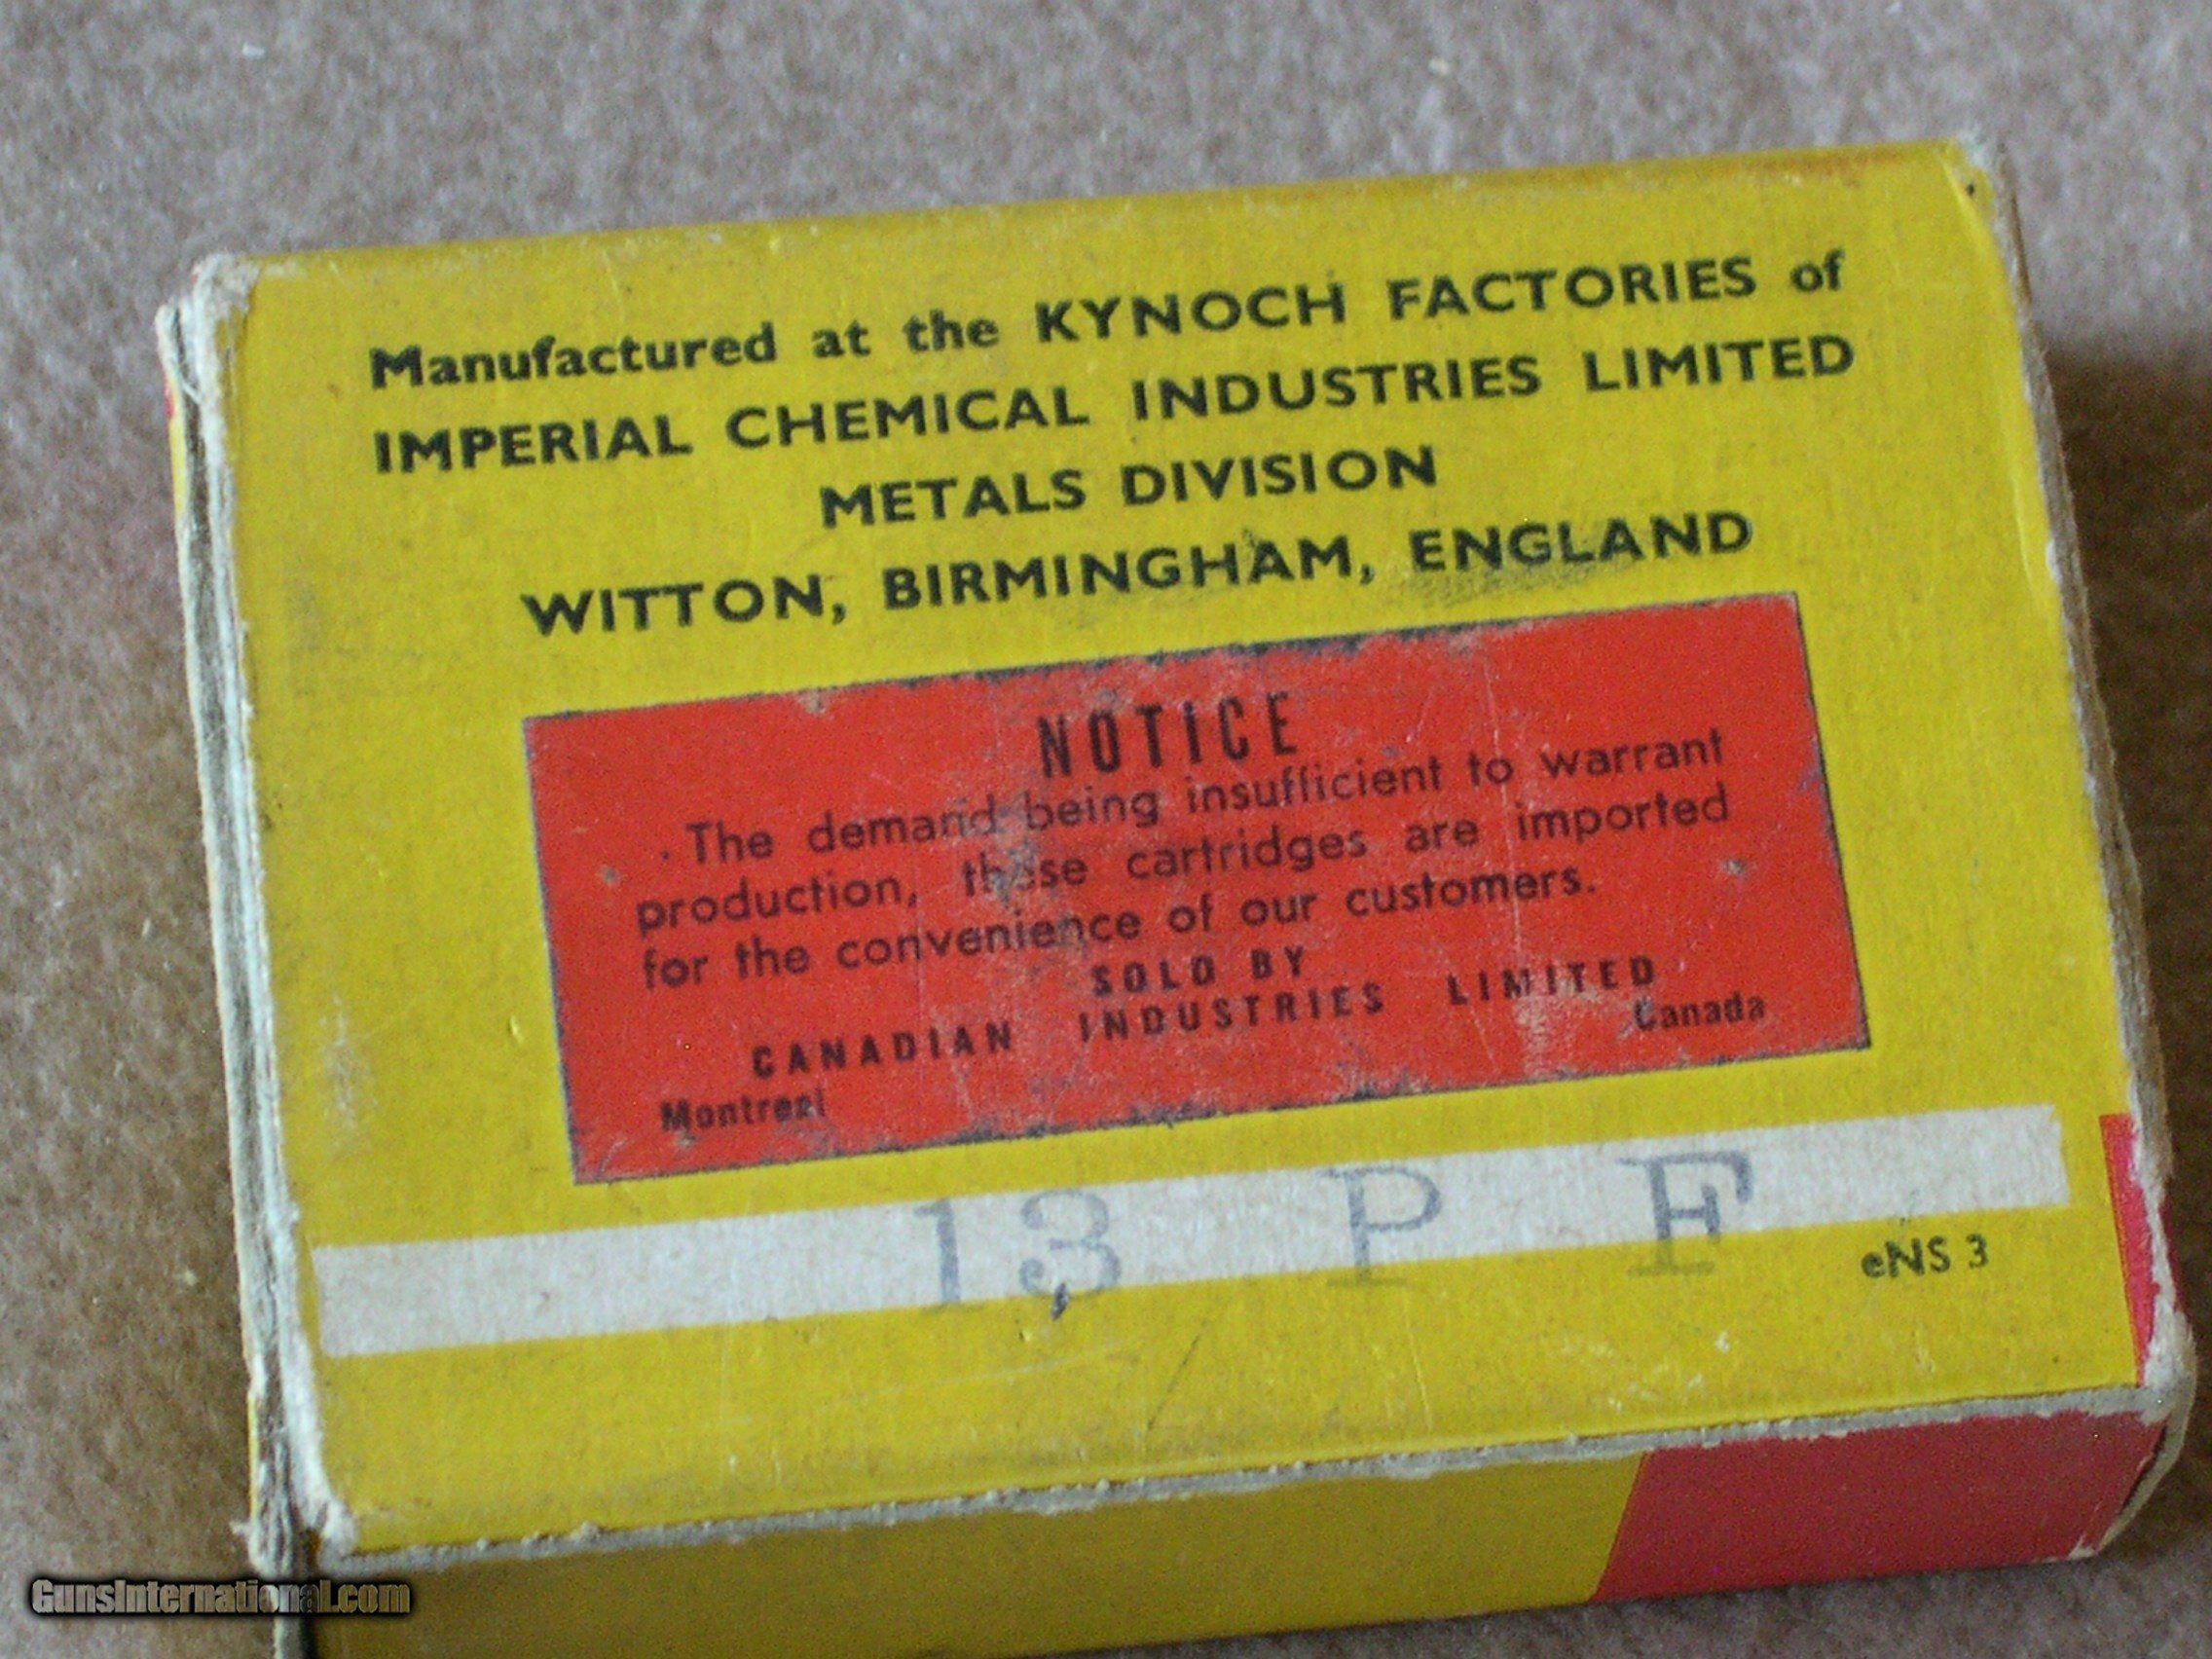 Manufactured at the KYNOCH FACTORIES of
IMPERIAL CHEMICAL INDUSTRIES LIMITED
METALS DIVISION
WITTON, BIRMINGHAM, ENGLAND
NOTICE
The demand being insufficient to warrant
production, these cartridges are imported
for the convenience of our customers.
SOLD BY
CANADIAN INDUSTRIES LIMITED
Montreal Canada
13 P F
eNS 3
GunsInternational.com